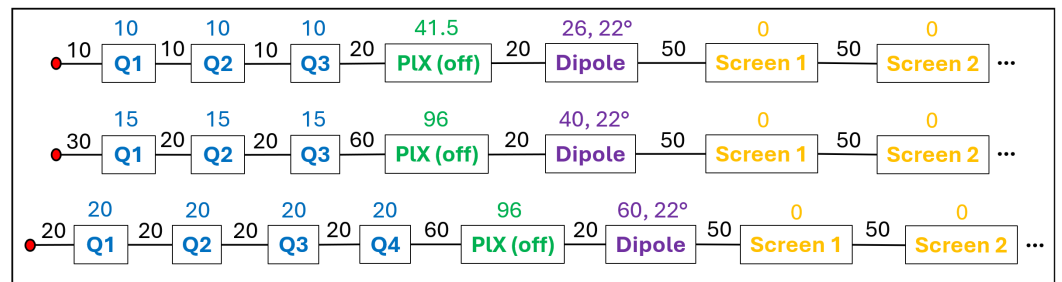 10 10 10 41.5 26, 22° 0 0
10 Q1 10 Q2 10 Q3 20 PlX (off) 20 Dipole 50 Screen 1 50 Screen 2 ...
15 15 15 96 40, 22° 0 0
30 Q1 20 Q2 20 Q3 60 PlX (off) 20 Dipole 50 Screen 1 50 Screen 2 ...
20 20 20 20 96 60, 22° 0 0
20 Q1 20 Q2 20 Q3 20 Q4 60 PlX (off) 20 Dipole 50 Screen 1 50 Screen 2 ...